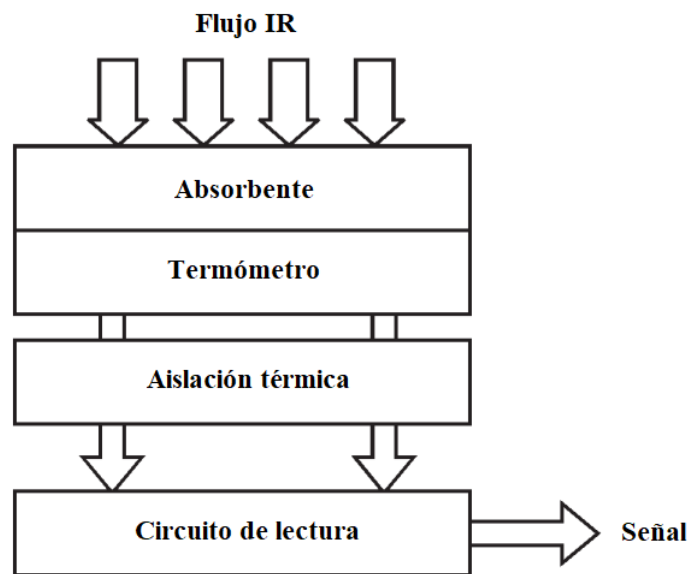 Flujo IR
Absorbente
Termómetro
Aislación térmica
Circuito de lectura
Señal